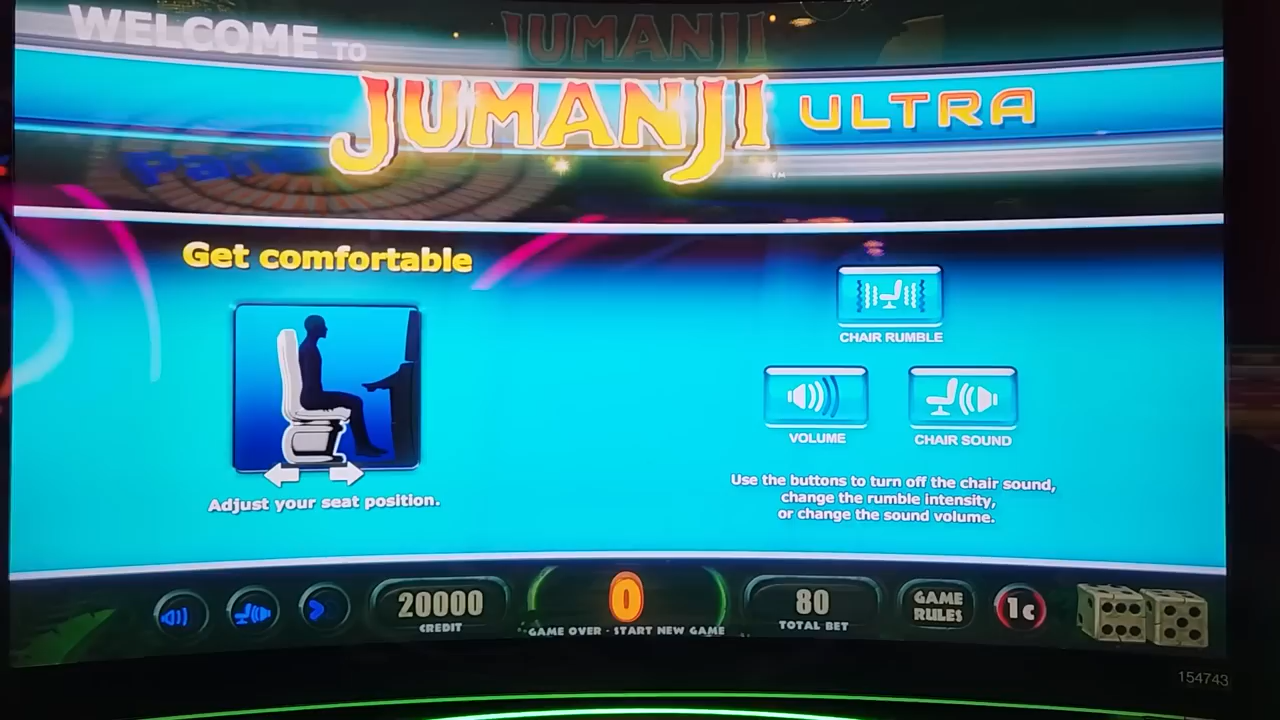 WELCOME TO
JUMANJI
JUMANJI ULTRA
TM
Get comfortable
CHAIR RUMBLE
VOLUME
CHAIR SOUND
Adjust your seat position.
Use the buttons to turn off the chair sound,
change the rumble intensity,
or change the sound volume.
20000
CREDIT
0
GAME OVER - START NEW GAME
80
TOTAL BET
GAME
RULES
1c
154743